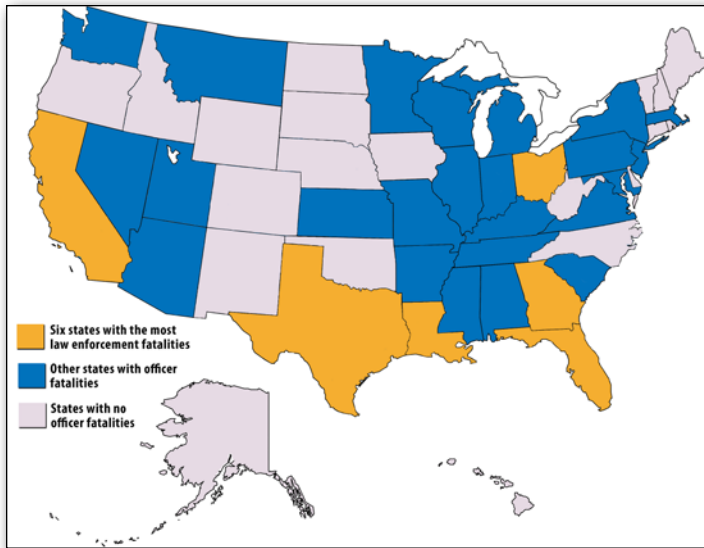 Six states with the most
law enforcement fatalities
Other states with officer
fatalities
States with no
officer fatalities